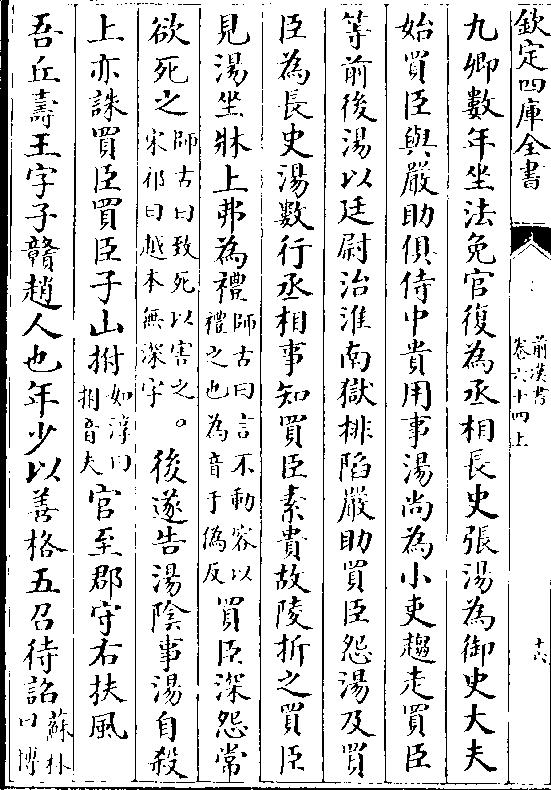 欽定四庫全書
前漢書
卷六十四上
十六
九卿數年坐法免官復為丞相長史張湯為御史大夫
始買臣與嚴助俱侍中貴用事湯尚為小吏趨走買臣
等前後湯以廷尉治淮南獄排陷嚴助買臣怨湯及買
臣為長史湯數行丞相事知買臣素貴故陵折之買臣
見湯坐牀上弗為禮師古曰言不動容以禮之也為音于偽反買臣深怨常
欲死之師古曰致死以害之。宋祁曰越本無深字後遂告湯陰事湯自殺
上亦誅買臣買臣子山拊如淳曰拊音夫官至郡守右扶風
吾丘壽王字子贛趙人也年少以善格五召待詔蘇林曰博